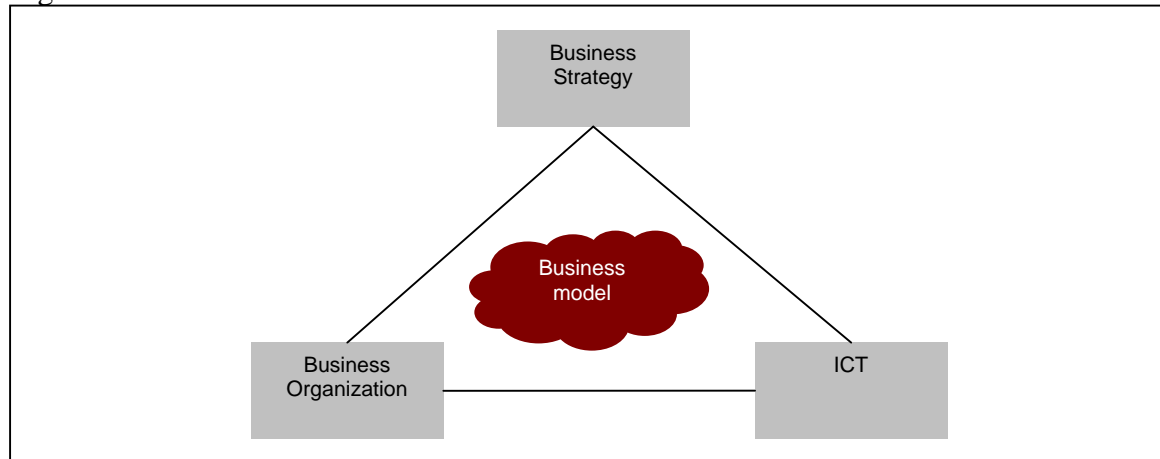 Business
Strategy
Business
model
Business
Organization
ICT